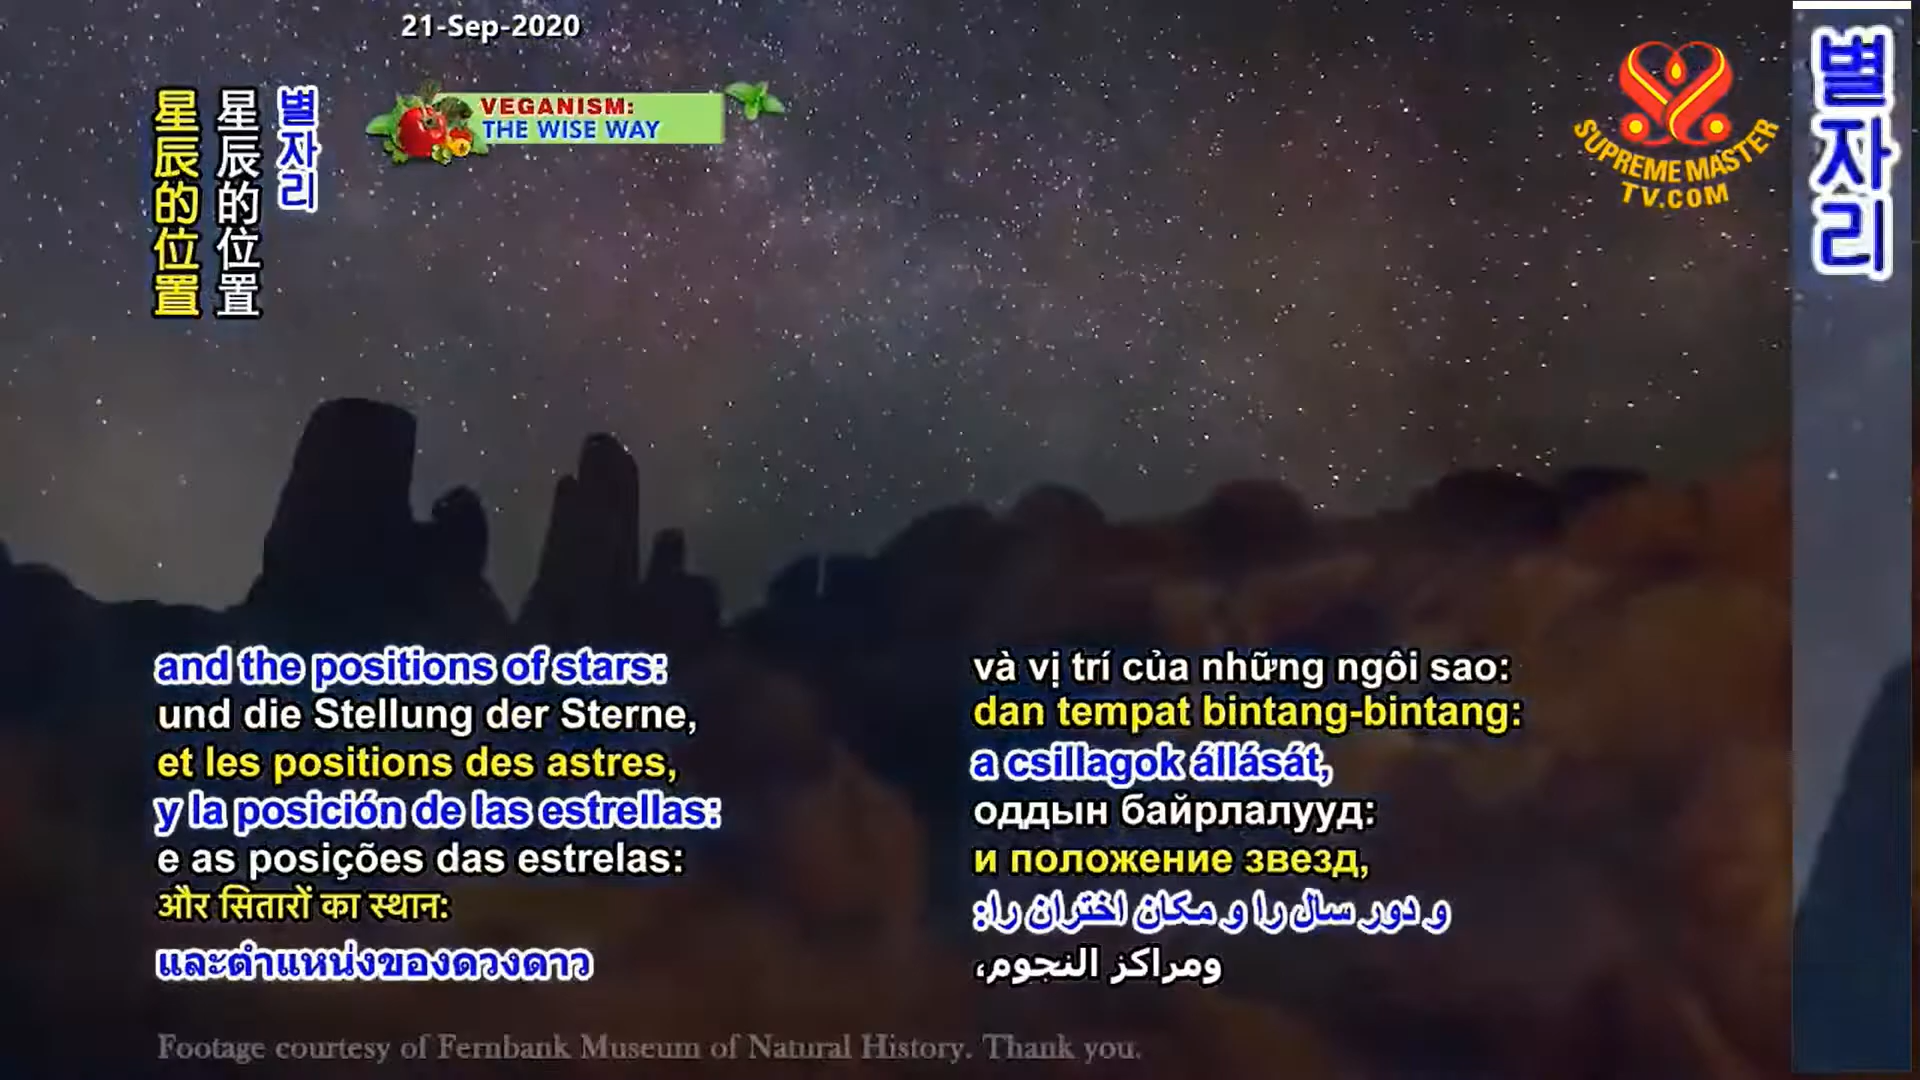 21-Sep-2020
星辰的位置
星辰的位置
별자리
VEGANISM:
THE WISE WAY
SUPREME MASTER
TV.COM
별자리
and the positions of stars:
und die Stellung der Sterne,
et les positions des astres,
y la posición de las estrellas:
e as posições das estrelas:
और सितारों का स्थान:
และตำแหน่งของดวงดาว
và vị trí của những ngôi sao:
dan tempat bintang-bintang:
a csillagok állását,
оддын байрлалууд:
и положение звезд,
و دور سال را و مکان اختران را:
ومراكز النجوم،
Footage courtesy of Fernbank Museum of Natural History. Thank you.